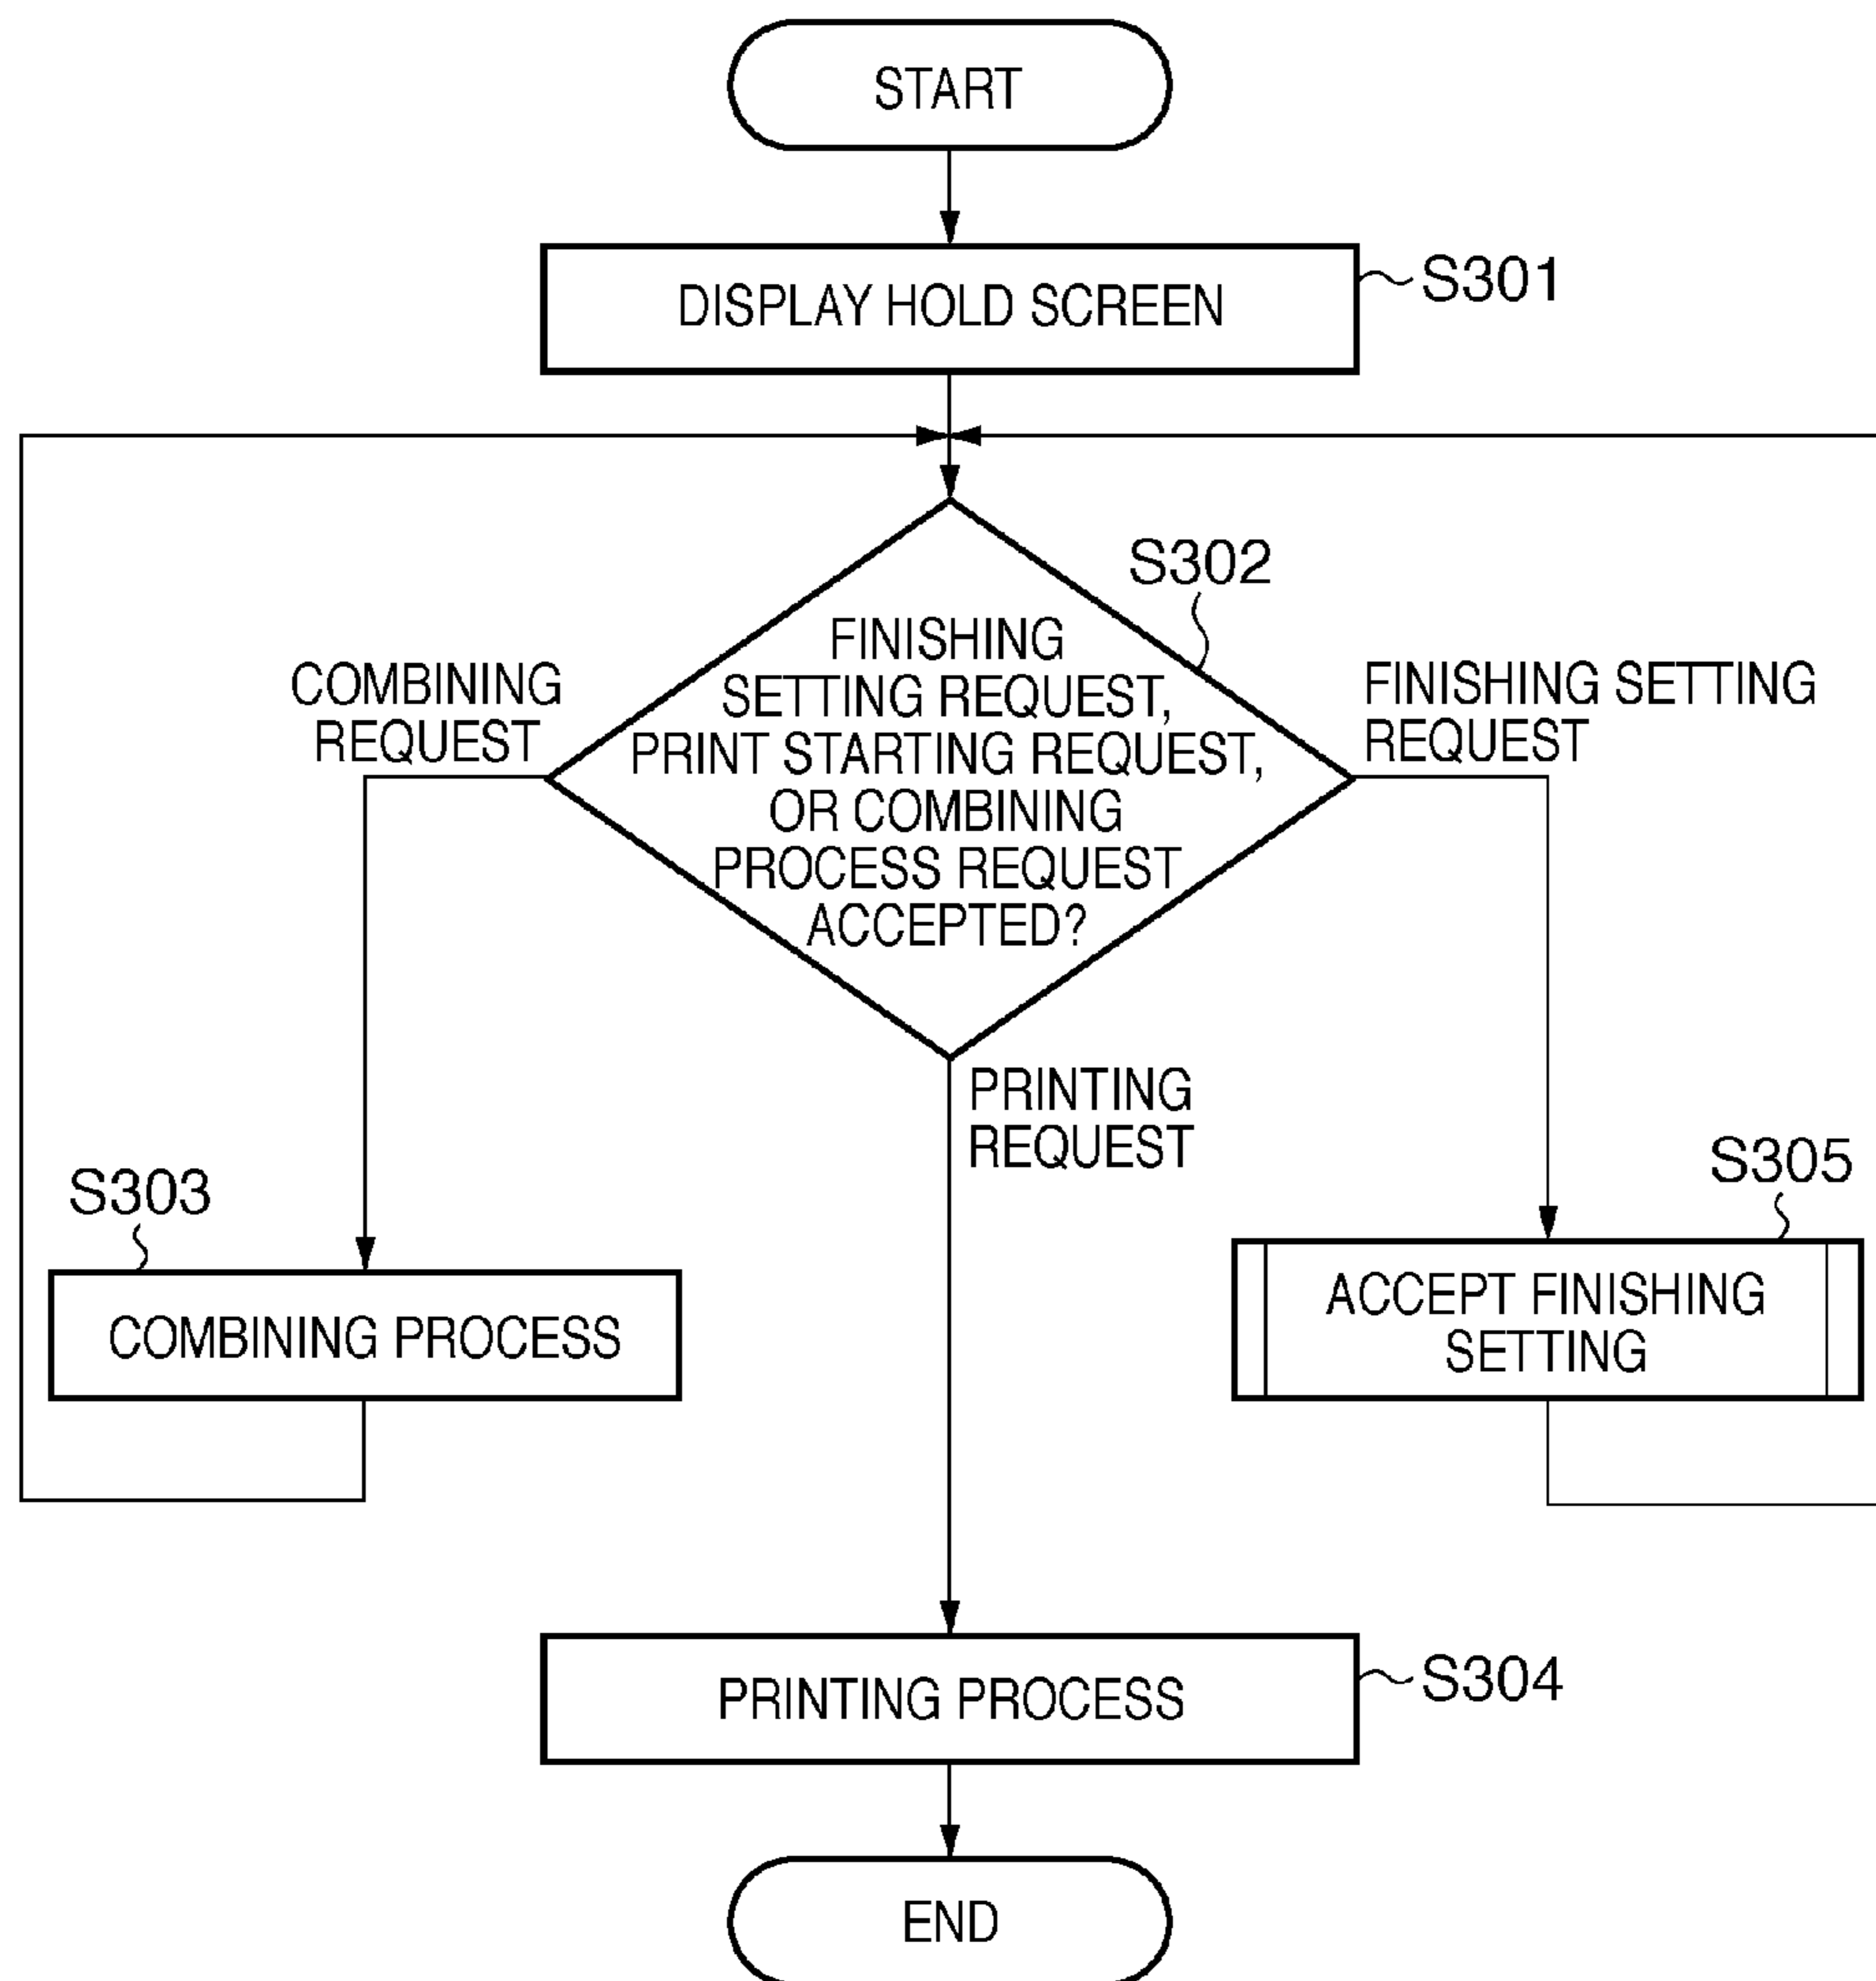 START
DISPLAY HOLD SCREEN
S301
S302
FINISHING
SETTING REQUEST,
PRINT STARTING REQUEST,
OR COMBINING
PROCESS REQUEST
ACCEPTED?
COMBINING
REQUEST
FINISHING SETTING
REQUEST
PRINTING
REQUEST
S303
COMBINING PROCESS
S305
ACCEPT FINISHING
SETTING
PRINTING PROCESS
S304
END